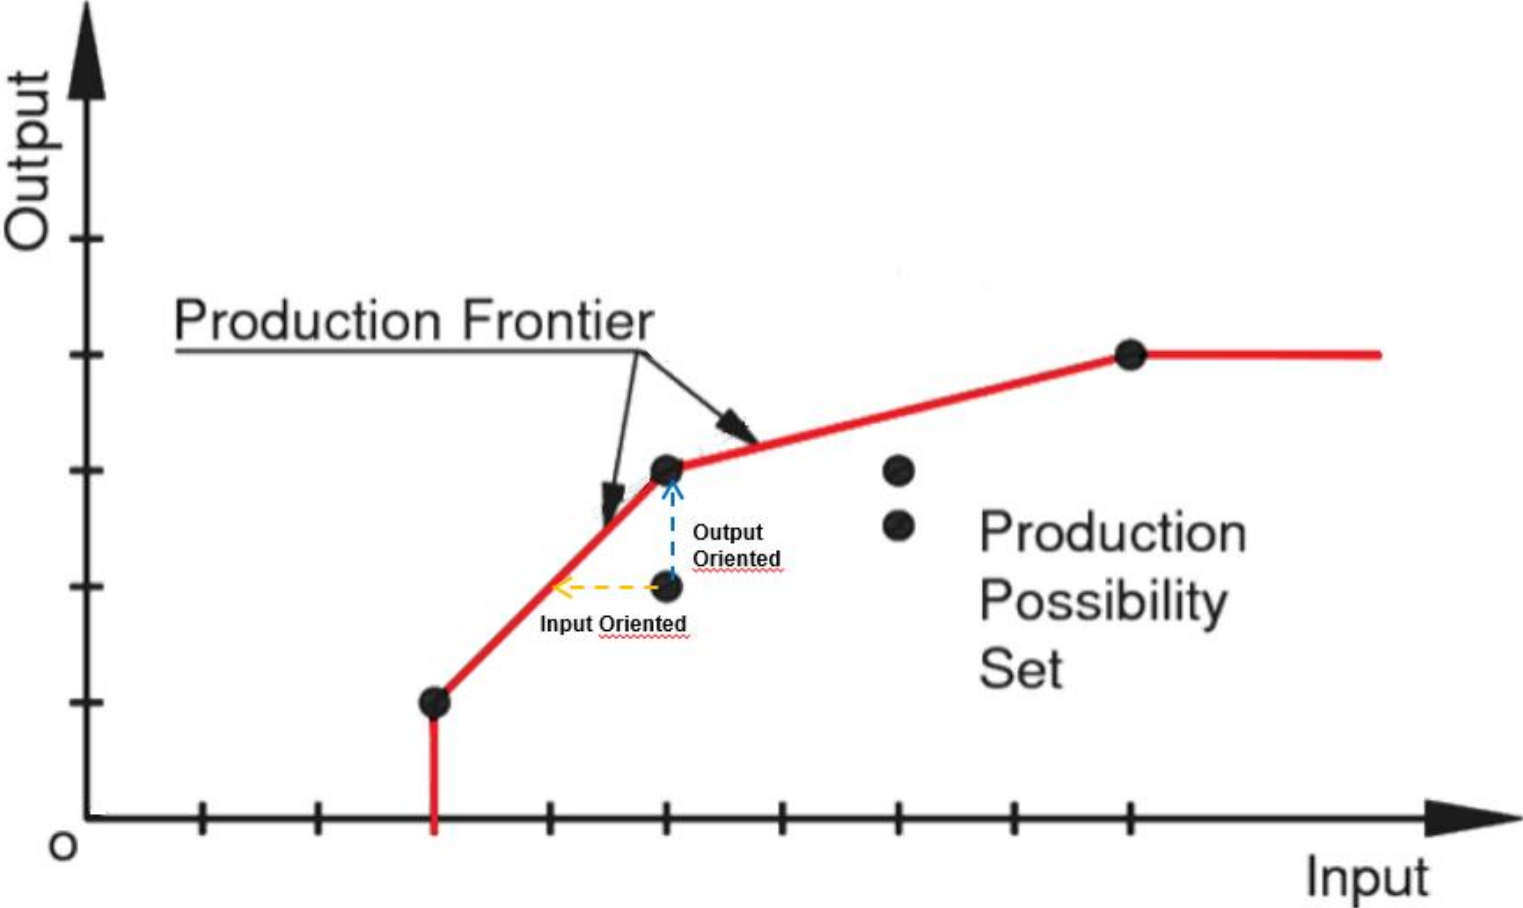 Output
Production Frontier
Output
Oriented
Input Oriented
Production
Possibility
Set
O
Input